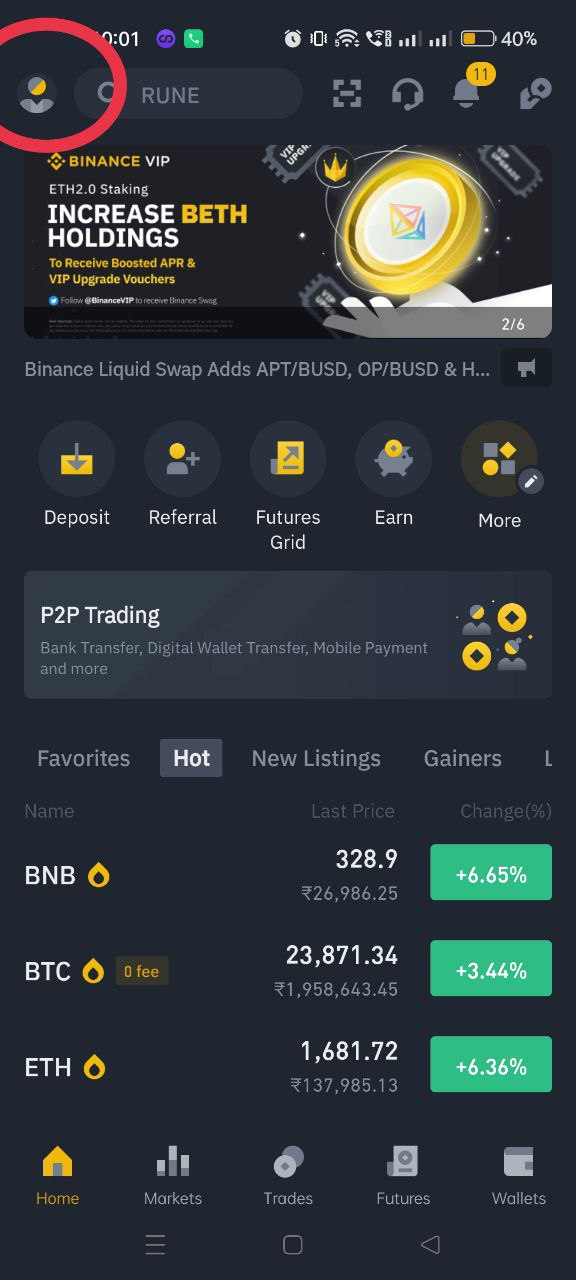 0:01
40%
RUNE
11
BINANCE VIP
VIP
UPGR
ETH2.0 Staking
INCREASE BETH
HOLDINGS
To Receive Boosted APR &
VIP Upgrade Vouchers
Follow @BinanceVIP to receive Binance Swag
2/6
Binance Liquid Swap Adds APT/BUSD, OP/BUSD & H...
Deposit
Referral
Futures
Grid
Earn
More
P2P Trading
Bank Transfer, Digital Wallet Transfer, Mobile Payment
and more
Favorites
Hot
New Listings
Gainers
L
Name
Last Price
Change(%)
BNB
328.9
₹26,986.25
+6.65%
BTC
0 fee
23,871.34
₹1,958,643.45
+3.44%
ETH
1,681.72
₹137,985.13
+6.36%
Home
Markets
Trades
Futures
Wallets